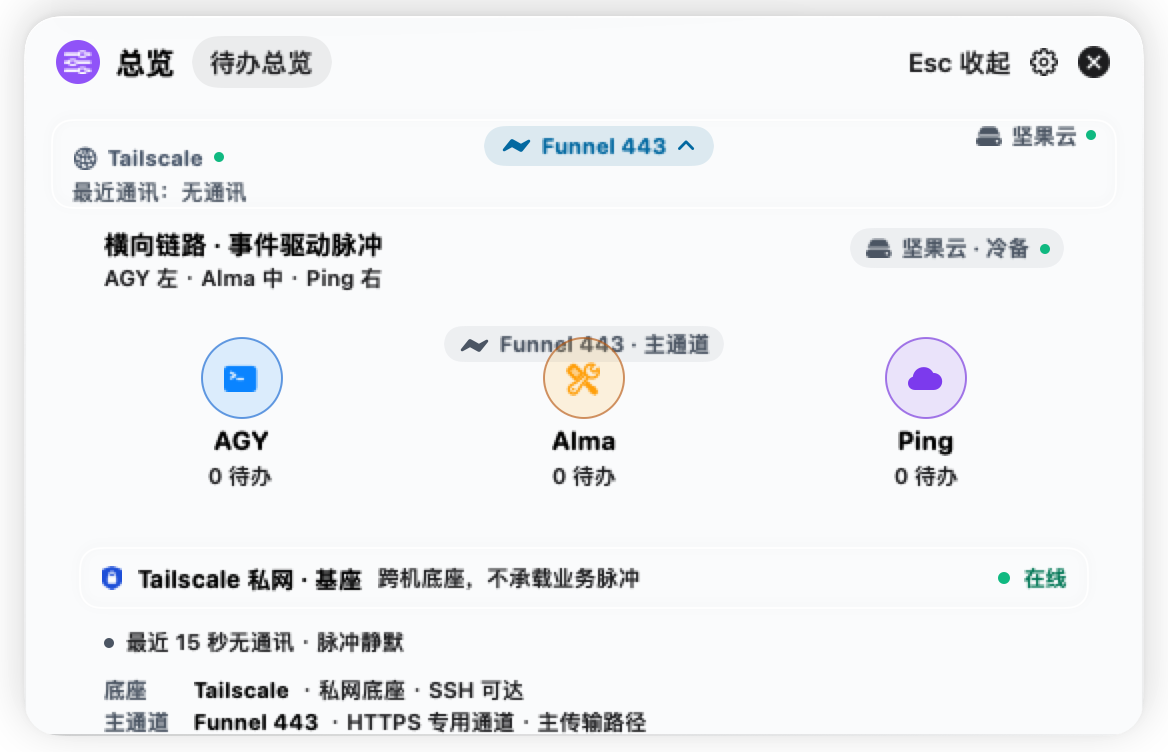 总览 待办总览 Esc 收起
Funnel 443 坚果云
Tailscale
最近通讯：无通讯
横向链路 · 事件驱动脉冲
坚果云 · 冷备
AGY 左 · Alma 中 · Ping 右
Funnel 443 · 主通道
AGY Alma Ping
0 待办 0 待办 0 待办
Tailscale 私网 · 基座 跨机底座，不承载业务脉冲 在线
最近 15 秒无通讯 · 脉冲静默
底座 Tailscale · 私网底座 · SSH 可达
主通道 Funnel 443 · HTTPS 专用通道 · 主传输路径